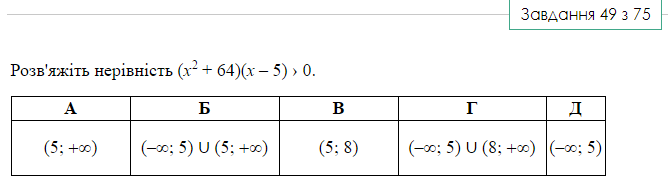 Завдання 49 з 75
Розв'яжіть нерівність (x² + 64)(x – 5) › 0.
А Б В Г Д
(5; +∞) (–∞; 5) ∪ (5; +∞) (5; 8) (–∞; 5) ∪ (8; +∞) (–∞; 5)